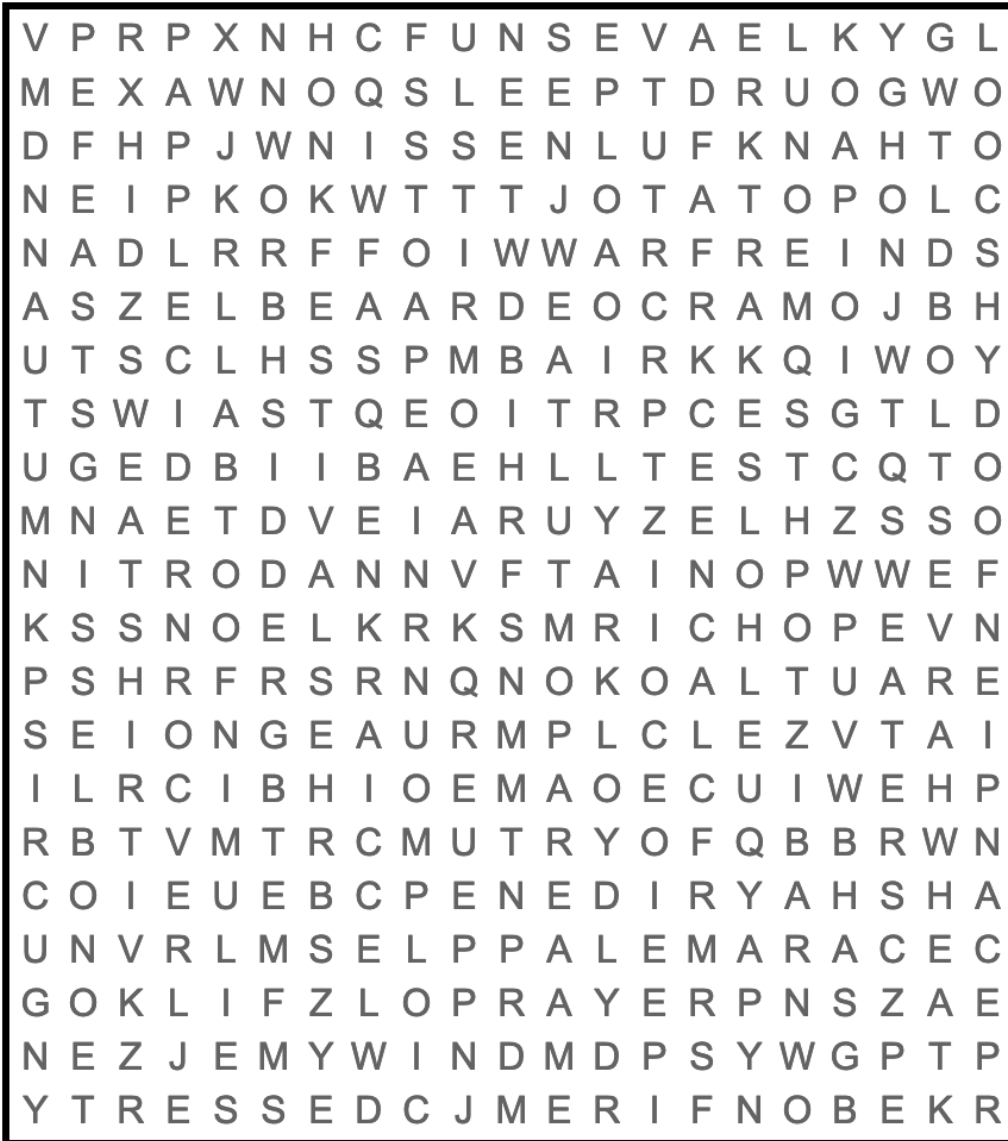 V P R P X N H C F U N S E V A E L K Y G L
M E X A W N O Q S L E E P T D R U O G W O
D F H P J W N I S S E N L U F K N A H T O
N E I P K O K W T T T J O T A T O P O L C
N A D L R R F F O I W W A R F R E I N D S
A S Z E L B E A A R D E O C R A M O J B H
U T S C L H S S P M B A I R K K Q I W O Y
T S W I A S T Q E O I T R P C E S G T L D
U G E D B I I B A E H L L T E S T C Q T O
M N A E T D V E I A R U Y Z E L H Z S S O
N I T R O D A N N V F T A I N O P W W E F
K S S N O E L K R K S M R I C H O P E V N
P S H R F R S R N Q N O K O A L T U A R E
S E I O N G E A U R M P L C L E Z V T A I
I L R C I B H I O E M A O E C U I W E H P
R B T V M T R C M U T R Y O F Q B B R W N
C O I E U E B C P E N E D I R Y A H S H A
U N V R L M S E L P P A L E M A R A C E C
G O K L I F Z L O P R A Y E R P N S Z A E
N E Z J E M Y W I N D M D P S Y W G P T P
Y T R E S S E D C J M E R I F N O B E K R